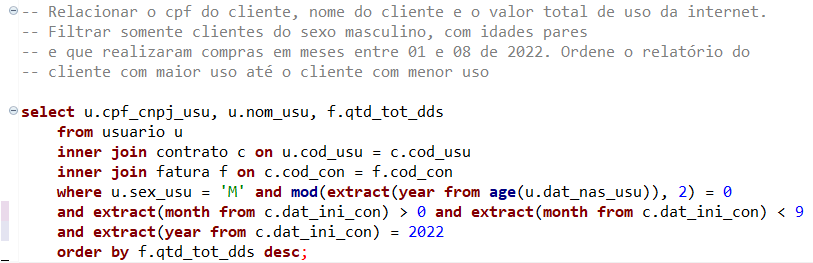 -- Relacionar o cpf do cliente, nome do cliente e o valor total de uso da internet.
-- Filtrar somente clientes do sexo masculino, com idades pares
-- e que realizaram compras em meses entre 01 e 08 de 2022. Ordene o relatório do
-- cliente com maior uso até o cliente com menor uso
select u.cpf_cnpj_usu, u.nom_usu, f.qtd_tot_dds
from usuario u
inner join contrato c on u.cod_usu = c.cod_usu
inner join fatura f on c.cod_con = f.cod_con
where u.sex_usu = 'M' and mod(extract(year from age(u.dat_nas_usu)), 2) = 0
and extract(month from c.dat_ini_con) > 0 and extract(month from c.dat_ini_con) < 9
and extract(year from c.dat_ini_con) = 2022
order by f.qtd_tot_dds desc;